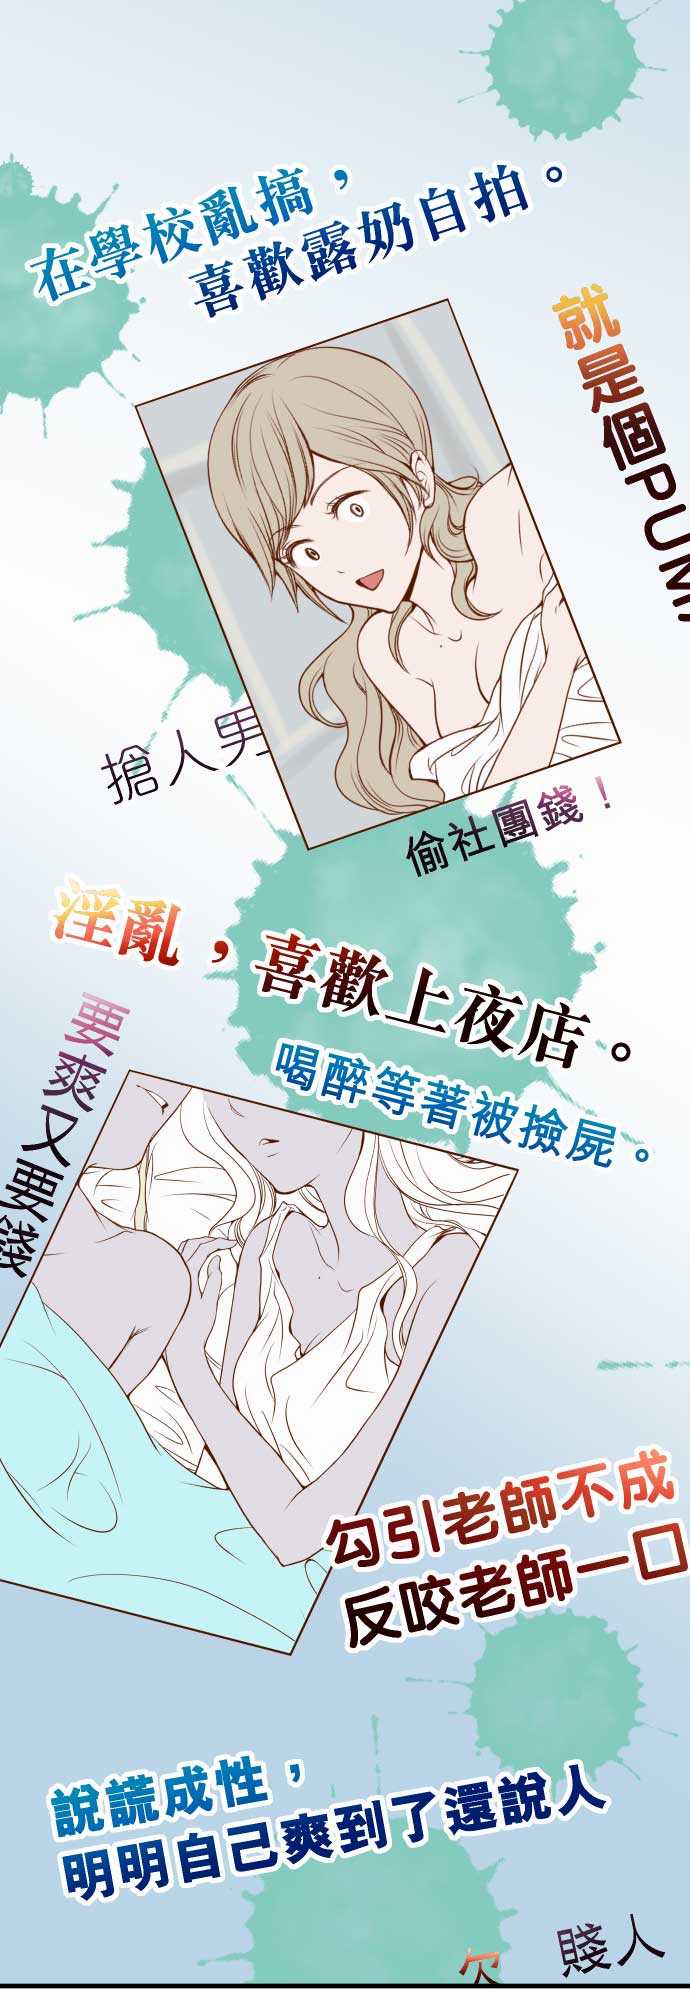 在學校亂搞，
喜歡露奶自拍。
就是個PUM
搶人男
偷社團錢！
淫亂，喜歡上夜店。
喝醉等著被撿屍。
要爽又要錢
勾引老師不成
反咬老師一口
說謊成性，
明明自己爽到了還說人
欠
賤人